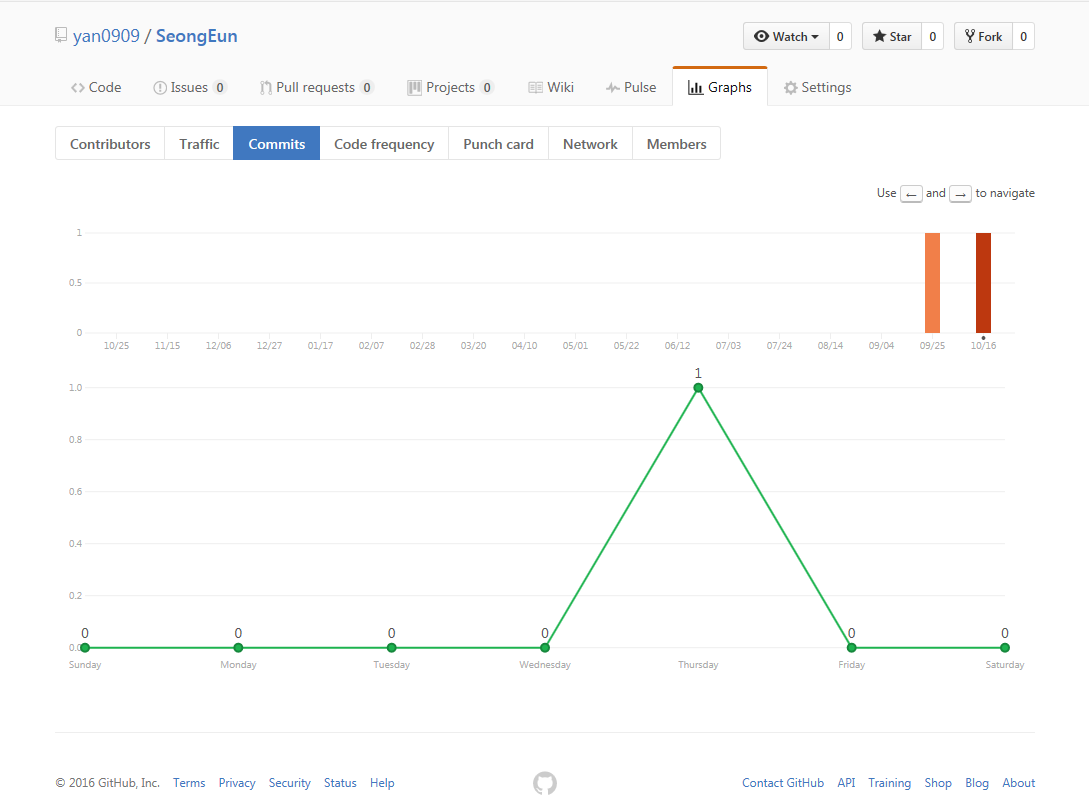 yan0909 / SeongEun
Watch 0 Star 0 Fork 0
Code Issues 0 Pull requests 0 Projects 0 Wiki Pulse Graphs Settings
Contributors Traffic Commits Code frequency Punch card Network Members
Use ← and → to navigate
1
0.5
0
10/25 11/15 12/06 12/27 01/17 02/07 02/28 03/20 04/10 05/01 05/22 06/12 07/03 07/24 08/14 09/04 09/25 10/16
1
1.0
0.8
0.6
0.4
0.2
0 0 0 0 0 0
0.0
Sunday Monday Tuesday Wednesday Thursday Friday Saturday
© 2016 GitHub, Inc. Terms Privacy Security Status Help Contact GitHub API Training Shop Blog About